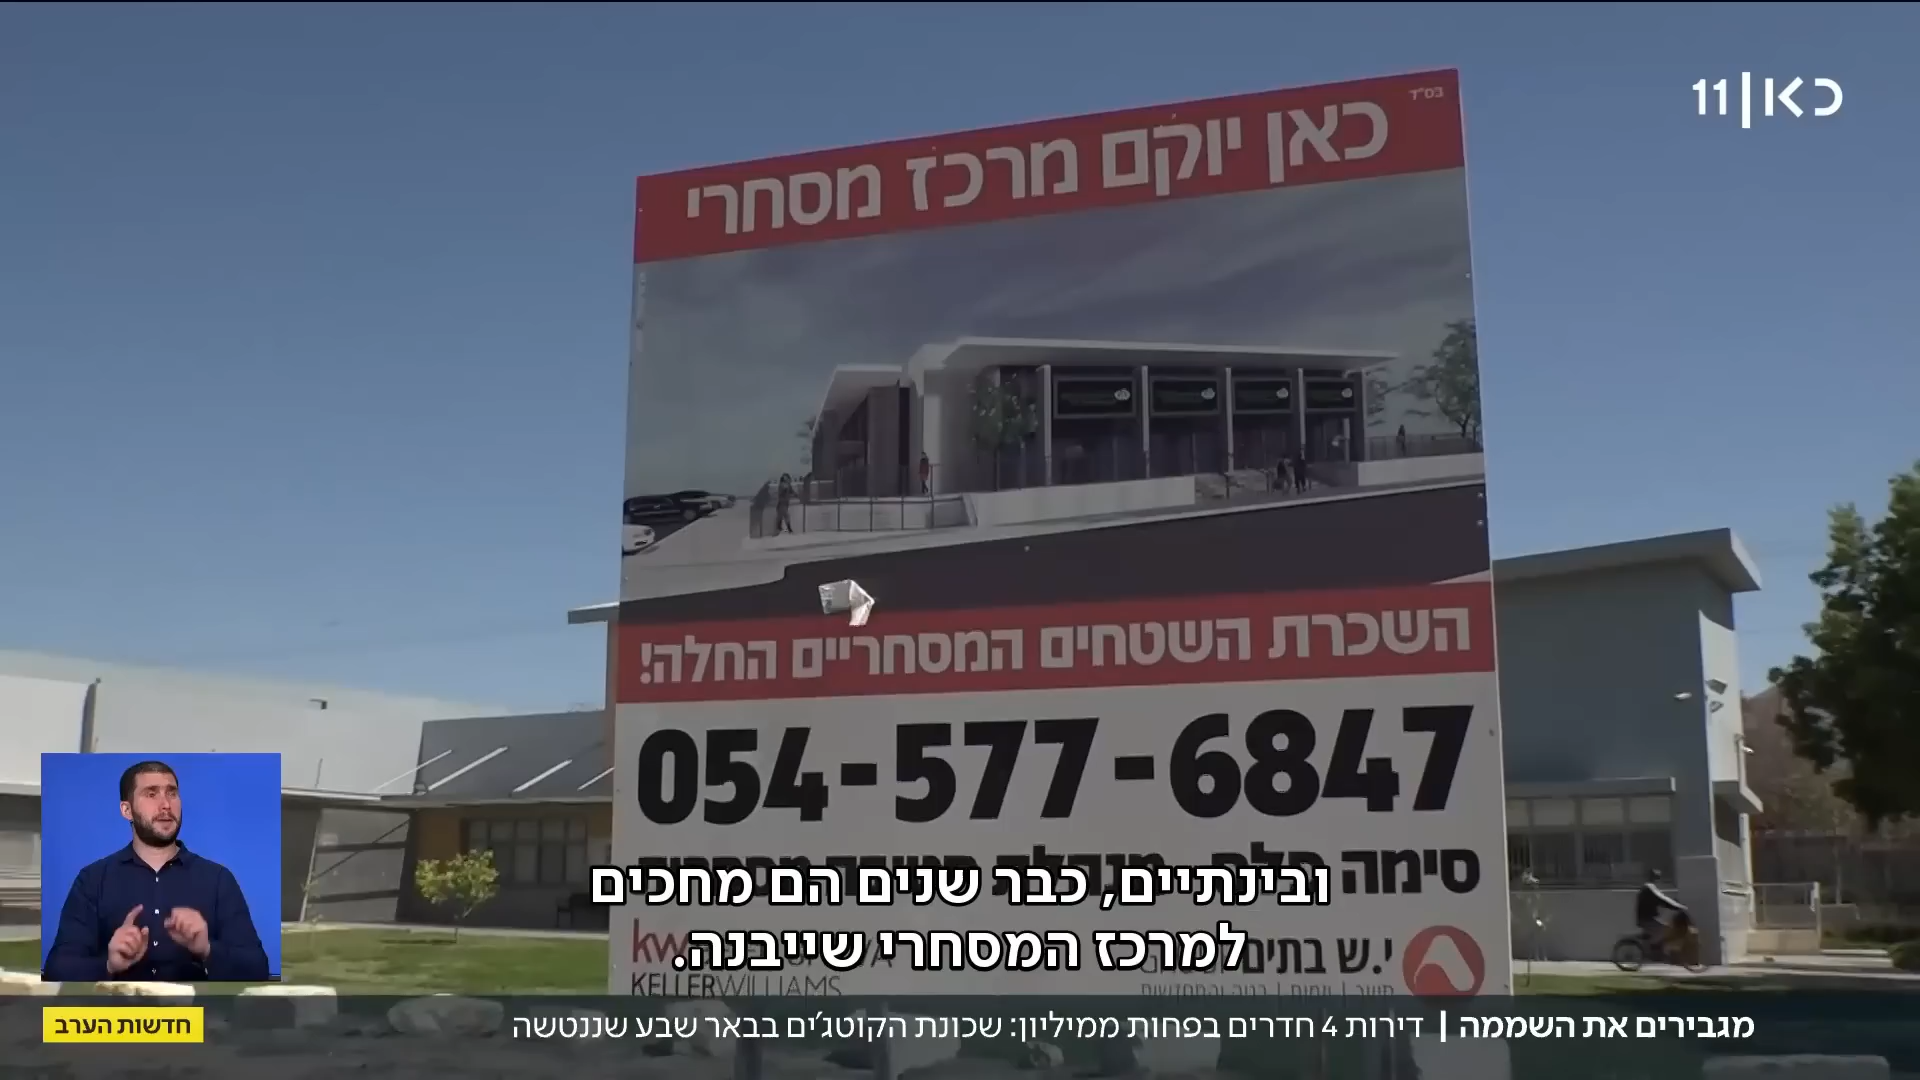 כאן 11
בס"ד
כאן יוקם מרכז מסחרי
השכרת השטחים המסחריים החלה!
054-577-6847
סימה
ובינתיים, כבר שנים הם מחכים
למרכז המסחרי שייבנה.
י.ש בתים
kw
KELLERWILLIAMS
מגבירים את השממה | דירות 4 חדרים בפחות ממיליון: שכונת הקוטג'ים בבאר שבע שננטשה
חדשות הערב